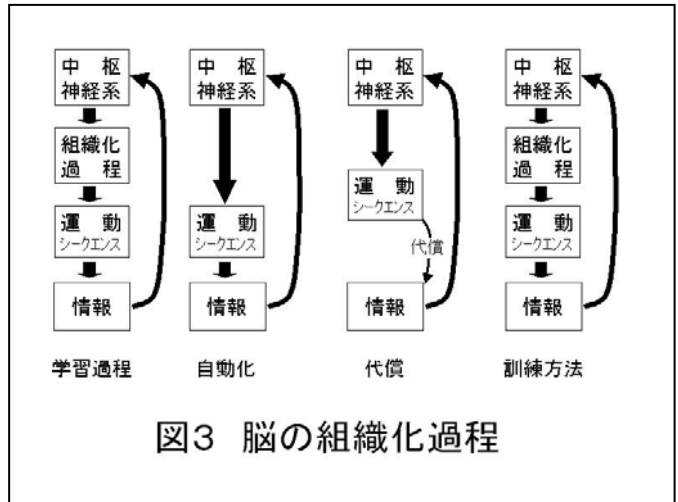 中枢
神経系
組織化
過程
運動
シークエンス
情報
学習過程
中枢
神経系
運動
シークエンス
情報
自動化
中枢
神経系
運動
シークエンス
代償
情報
代償
中枢
神経系
組織化
過程
運動
シークエンス
情報
訓練方法
図3 脳の組織化過程